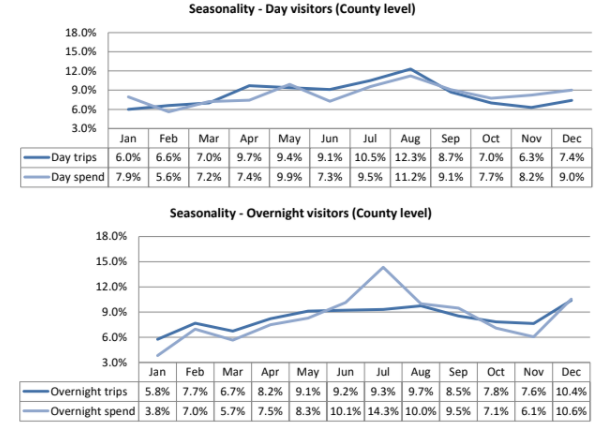 Seasonality - Day visitors (County level)
18.0%
15.0%
12.0%
9.0%
6.0%
3.0%
Jan Feb Mar Apr May Jun Jul Aug Sep Oct Nov Dec
Day trips 6.0% 6.6% 7.0% 9.7% 9.4% 9.1% 10.5% 12.3% 8.7% 7.0% 6.3% 7.4%
Day spend 7.9% 5.6% 7.2% 7.4% 9.9% 7.3% 9.5% 11.2% 9.1% 7.7% 8.2% 9.0%
Seasonality - Overnight visitors (County level)
18.0%
15.0%
12.0%
9.0%
6.0%
3.0%
Jan Feb Mar Apr May Jun Jul Aug Sep Oct Nov Dec
Overnight trips 5.8% 7.7% 6.7% 8.2% 9.1% 9.2% 9.3% 9.7% 8.5% 7.8% 7.6% 10.4%
Overnight spend 3.8% 7.0% 5.7% 7.5% 8.3% 10.1% 14.3% 10.0% 9.5% 7.1% 6.1% 10.6%